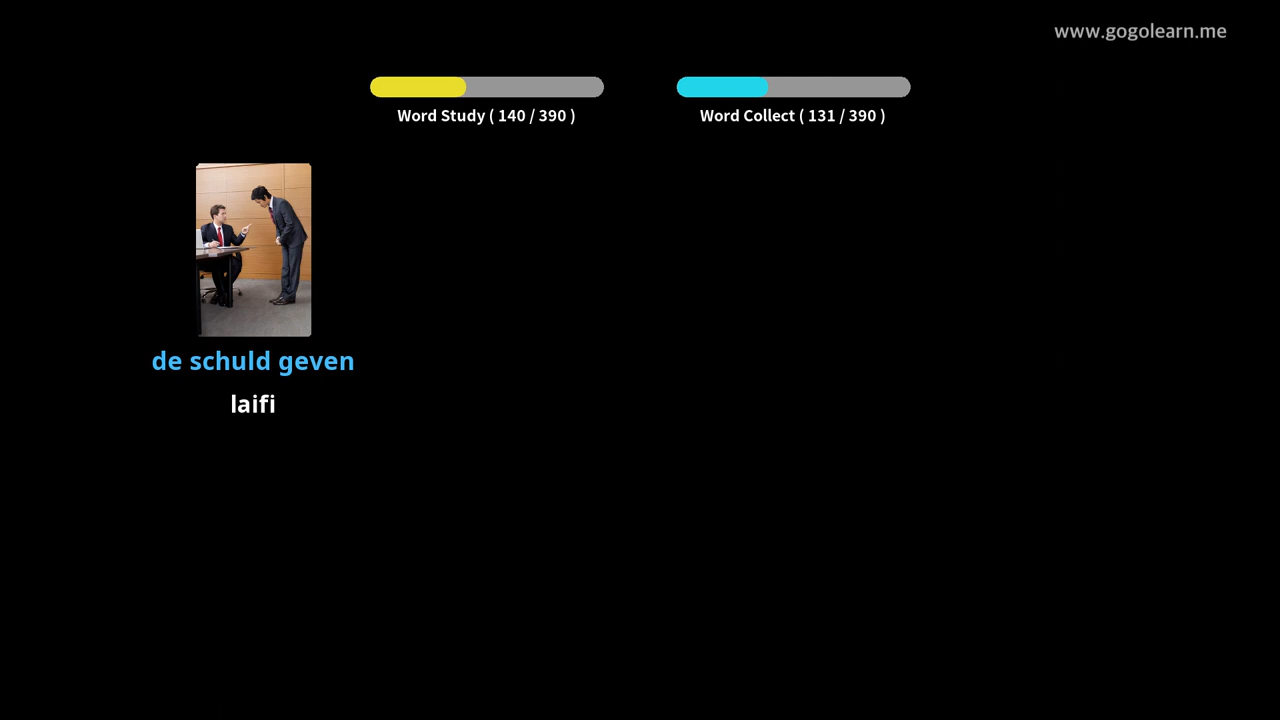 www.gogolearn.me
Word Study ( 140 / 390 )
Word Collect ( 131 / 390 )
de schuld geven
laifi